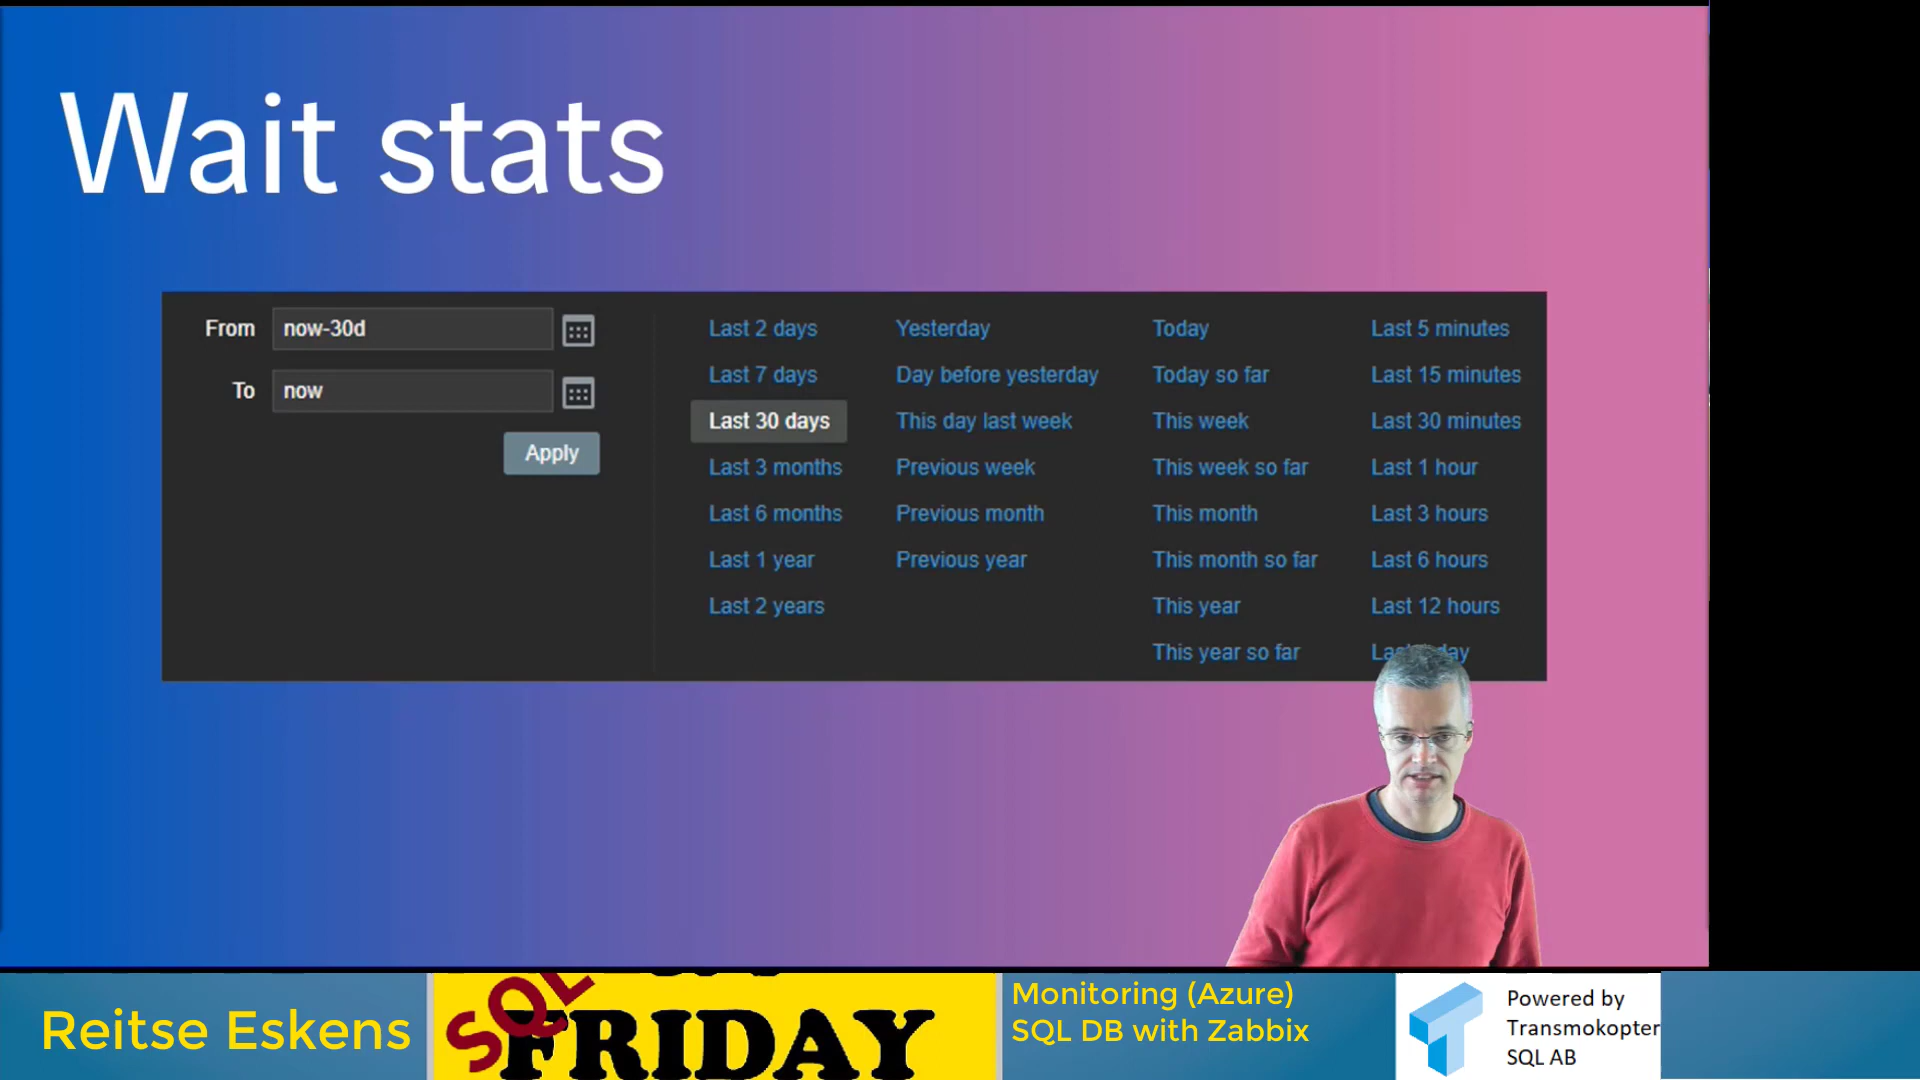 Wait stats
From now-30d
To now
Apply
Last 2 days
Last 7 days
Last 30 days
Last 3 months
Last 6 months
Last 1 year
Last 2 years
Yesterday
Day before yesterday
This day last week
Previous week
Previous month
Previous year
Today
Today so far
This week
This week so far
This month
This month so far
This year
This year so far
Last 5 minutes
Last 15 minutes
Last 30 minutes
Last 1 hour
Last 3 hours
Last 6 hours
Last 12 hours
Reitse Eskens
SQL
FRIDAY
Monitoring (Azure)
SQL DB with Zabbix
Powered by
Transmokopter
SQL AB